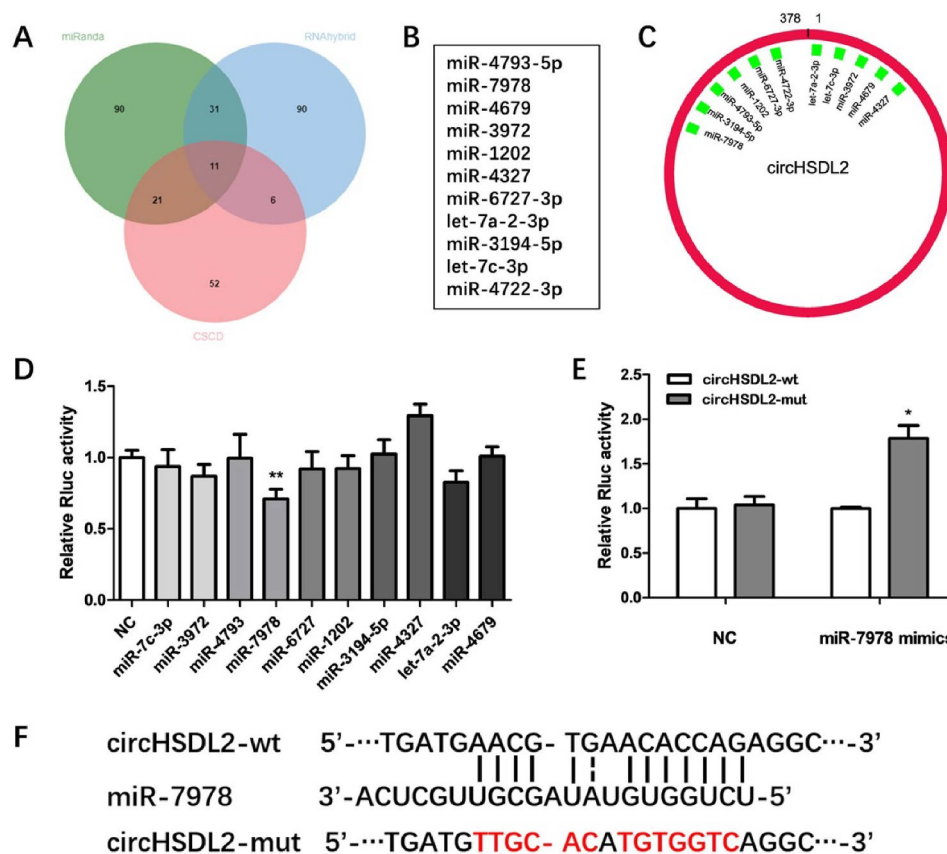 A
miRanda
RNAhybrid
90
31
90
11
21
6
52
CSCD
B
miR-4793-5p
miR-7978
miR-4679
miR-3972
miR-1202
miR-4327
miR-6727-3p
let-7a-2-3p
miR-3194-5p
let-7c-3p
miR-4722-3p
C
378 1
miR-7978
miR-3194-5p
miR-4793-5p
miR-1202
miR-6727-3p
miR-4722-3p
let-7a-2-3p
let-7c-3p
miR-3972
miR-4679
miR-4327
circHSDL2
D
Relative Rluc activity
1.5
1.0
0.5
0.0
**
NC
miR-7c-3p
miR-3972
miR-4793
miR-7978
miR-6727
miR-1202
miR-3194-5p
miR-4327
let-7a-2-3p
miR-4679
E
circHSDL2-wt
circHSDL2-mut
Relative Rluc activity
2.5
2.0
1.5
1.0
0.5
0.0
*
NC
miR-7978 mimics
F
circHSDL2-wt 5'-···TGATGAACG- TGAACACCAGAGGC···-3'
miR-7978 3'-ACUCGUUGCGAUAUGUGGUCU-5'
circHSDL2-mut 5'-···TGATGTTGC- ACATGTGGTCAGGC···-3'